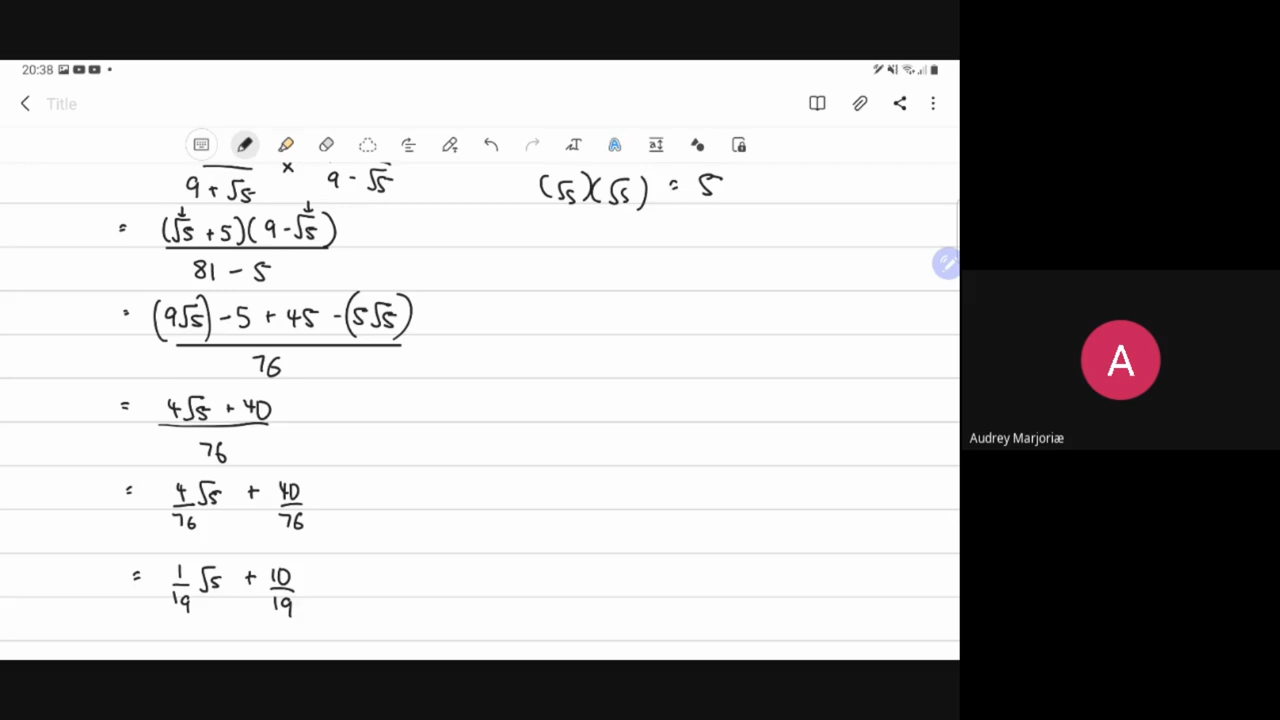 20:38
Title
9 + √5 × 9 - √5 (√5)(√5) = 5
= (√5 + 5)(9 - √5)
81 - 5
= (9√5) - 5 + 45 - (5√5)
76
= 4√5 + 40
76
= 4/76 √5 + 40/76
= 1/19 √5 + 10/19
A
Audrey Marjoriæ